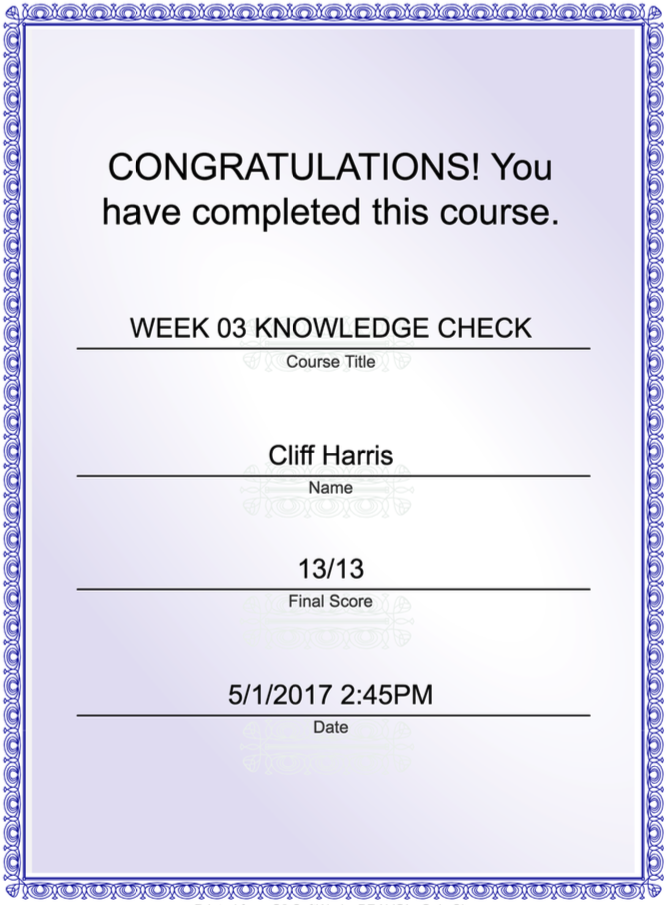 CONGRATULATIONS! You
have completed this course.
WEEK 03 KNOWLEDGE CHECK
Course Title
Cliff Harris
Name
13/13
Final Score
5/1/2017 2:45PM
Date